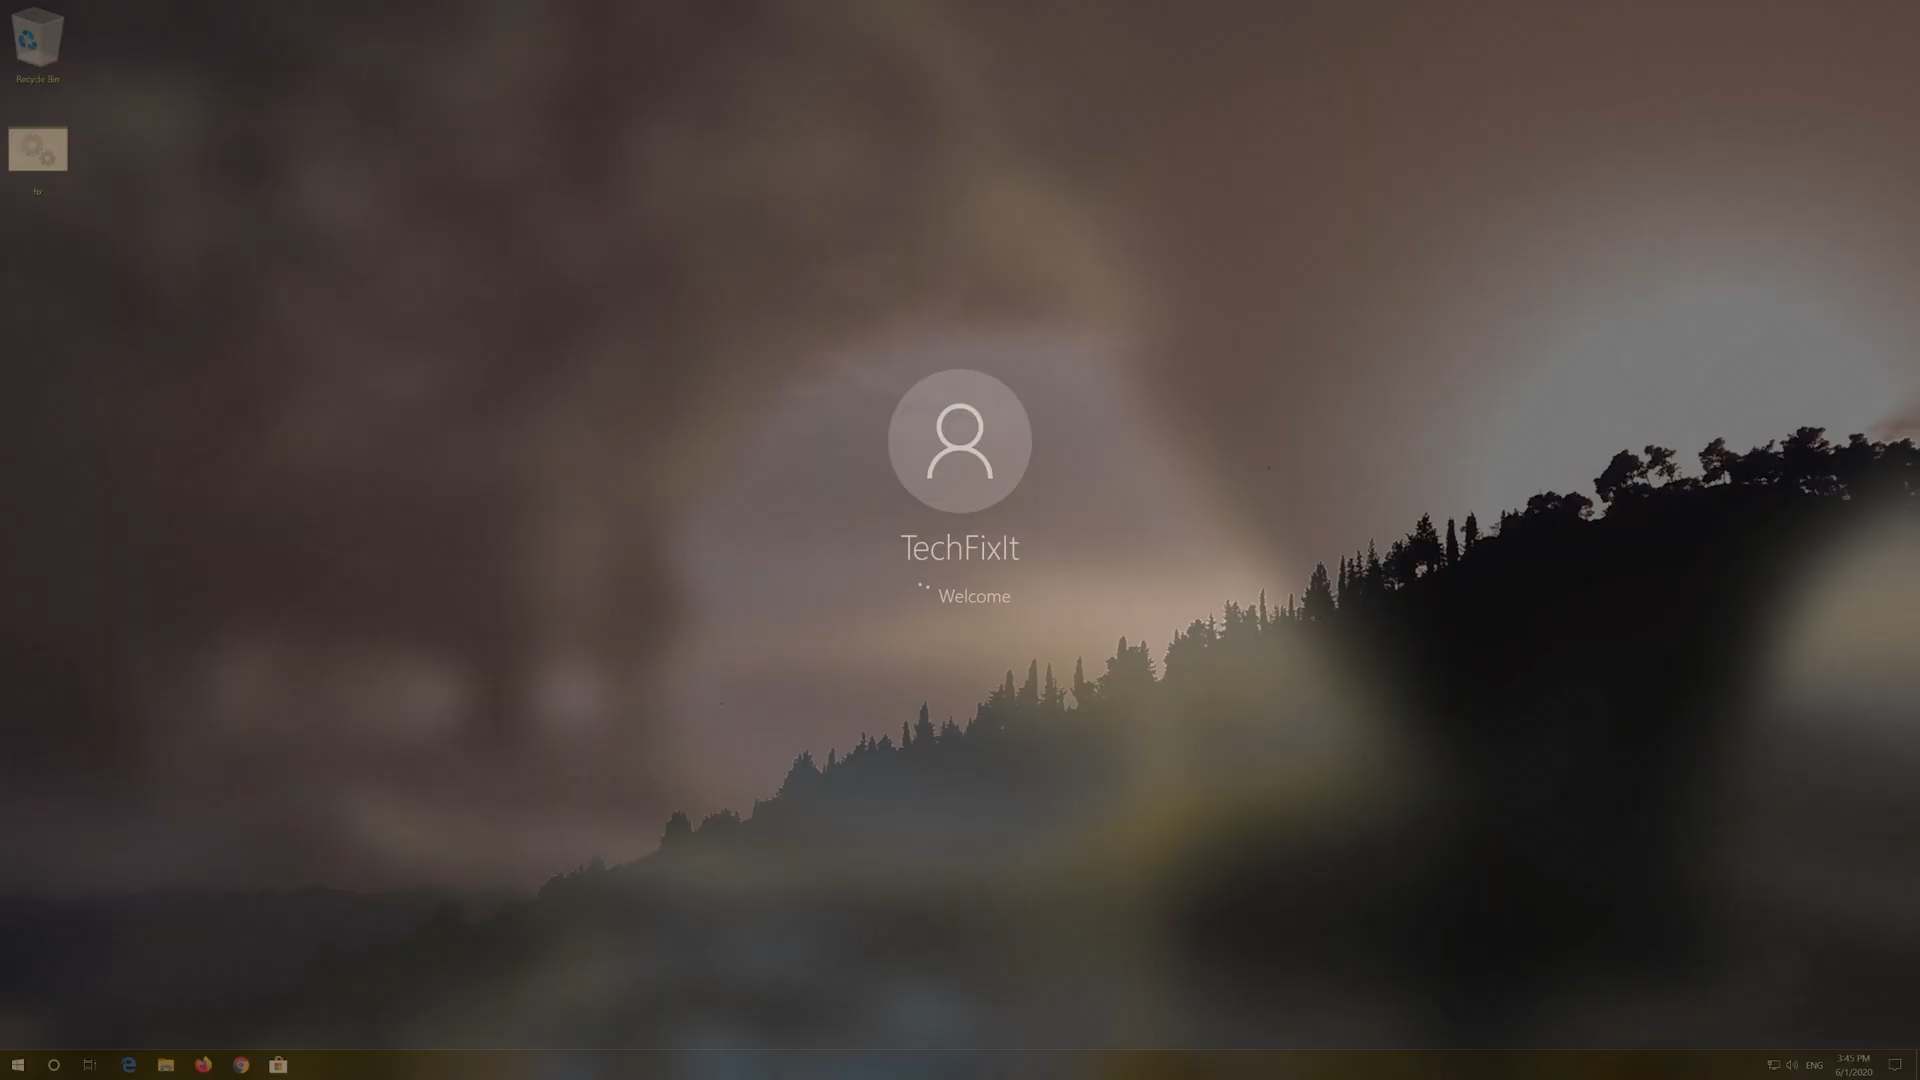 Recycle Bin
fix
TechFixIt
Welcome
ENG
3:45 PM
6/1/2020